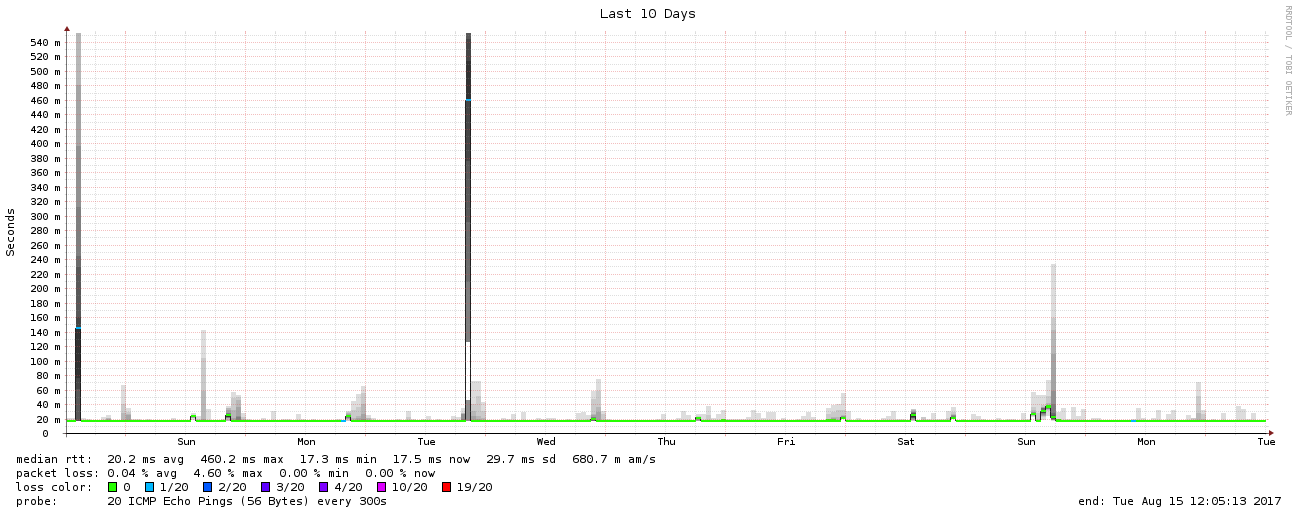 Last 10 Days
RRDTOOL / TOBI OETIKER
Seconds
540 m
520 m
500 m
480 m
460 m
440 m
420 m
400 m
380 m
360 m
340 m
320 m
300 m
280 m
260 m
240 m
220 m
200 m
180 m
160 m
140 m
120 m
100 m
80 m
60 m
40 m
20 m
0
Sun Mon Tue Wed Thu Fri Sat Sun Mon Tue
median rtt: 20.2 ms avg 460.2 ms max 17.3 ms min 17.5 ms now 29.7 ms sd 680.7 m am/s
packet loss: 0.04 % avg 4.60 % max 0.00 % min 0.00 % now
loss color: 0 1/20 2/20 3/20 4/20 10/20 19/20
probe: 20 ICMP Echo Pings (56 Bytes) every 300s end: Tue Aug 15 12:05:13 2017